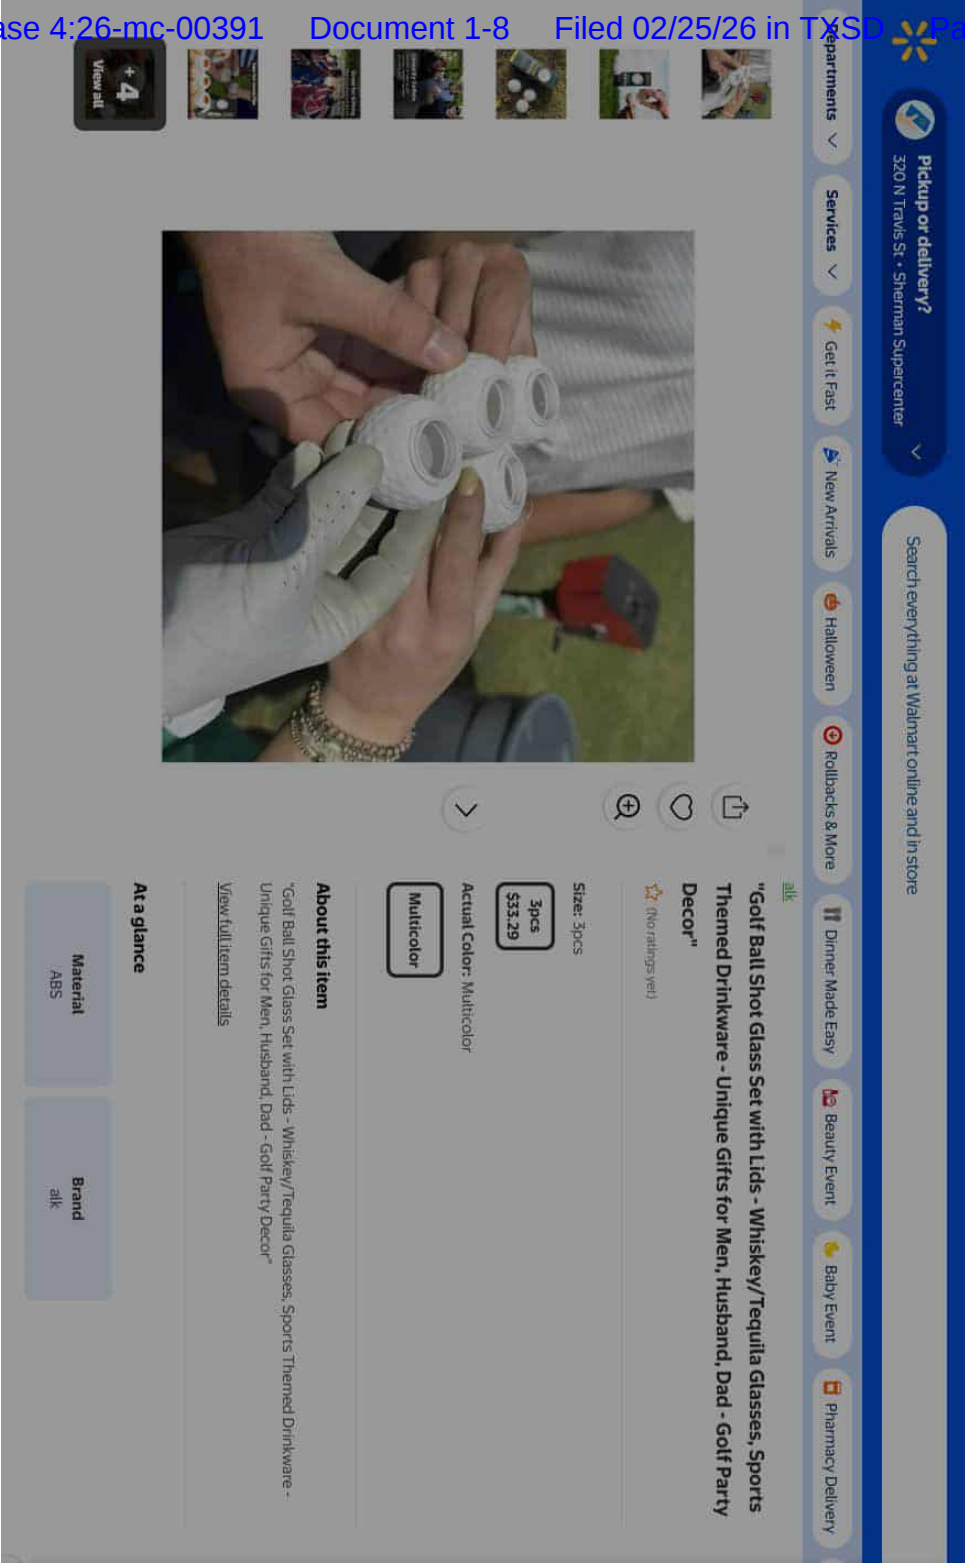 ase 4:26-mc-00391 Document 1-8 Filed 02/25/26 in TXSD Pa
Pickup or delivery?
320 N Travis St • Sherman Supercenter
Search everything at Walmart online and in store
Departments
Services
Get it Fast
New Arrivals
Halloween
Rollbacks & More
Dinner Made Easy
Beauty Event
Baby Event
Pharmacy Delivery
+4
View all
alk
"Golf Ball Shot Glass Set with Lids - Whiskey/Tequila Glasses, Sports
Themed Drinkware - Unique Gifts for Men, Husband, Dad - Golf Party
Decor"
(No ratings yet)
Size: 3pcs
3pcs
$33.29
Actual Color: Multicolor
Multicolor
About this item
"Golf Ball Shot Glass Set with Lids - Whiskey/Tequila Glasses, Sports Themed Drinkware -
Unique Gifts for Men, Husband, Dad - Golf Party Decor"
View full item details
At a glance
Material
ABS
Brand
alk